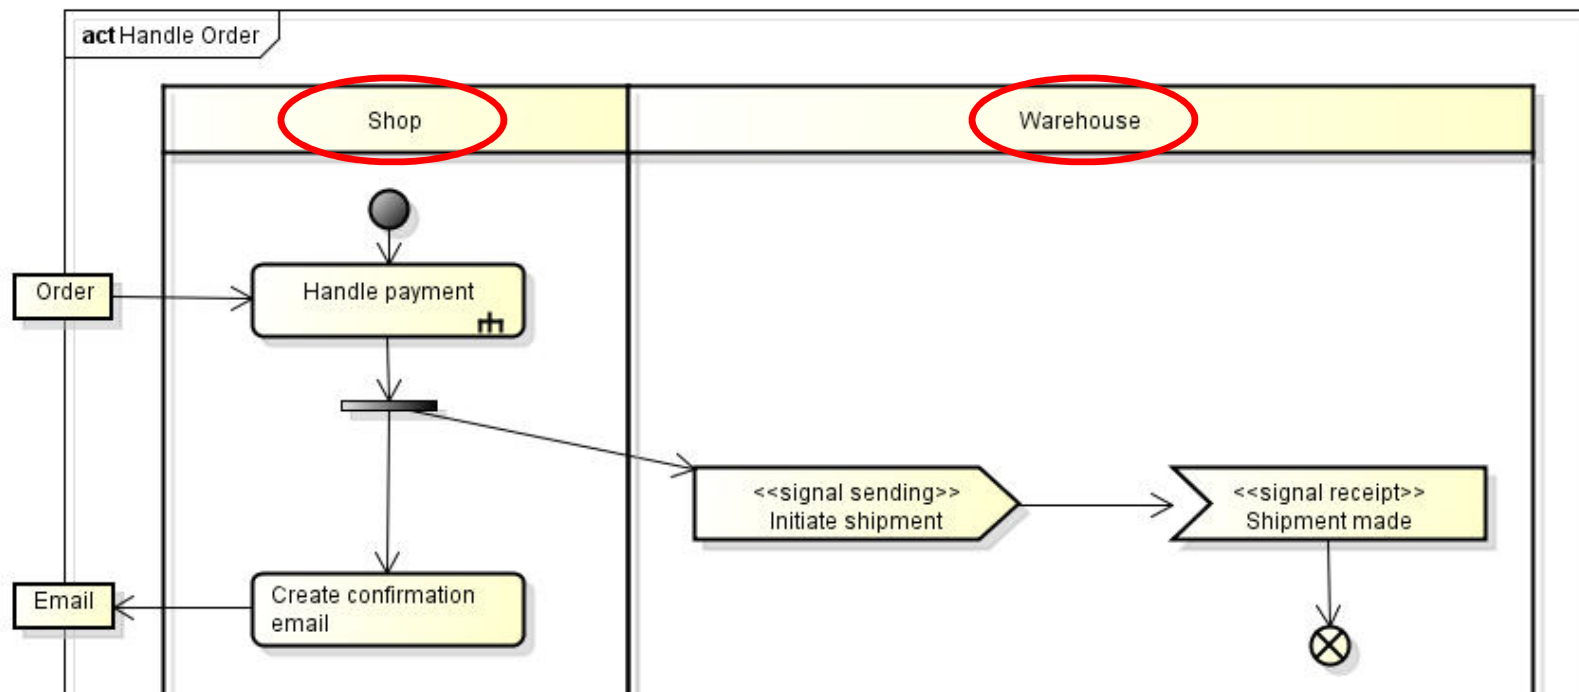 act Handle Order
Shop
Warehouse
Order
Handle payment
<<signal sending>>
Initiate shipment
<<signal receipt>>
Shipment made
Email
Create confirmation
email